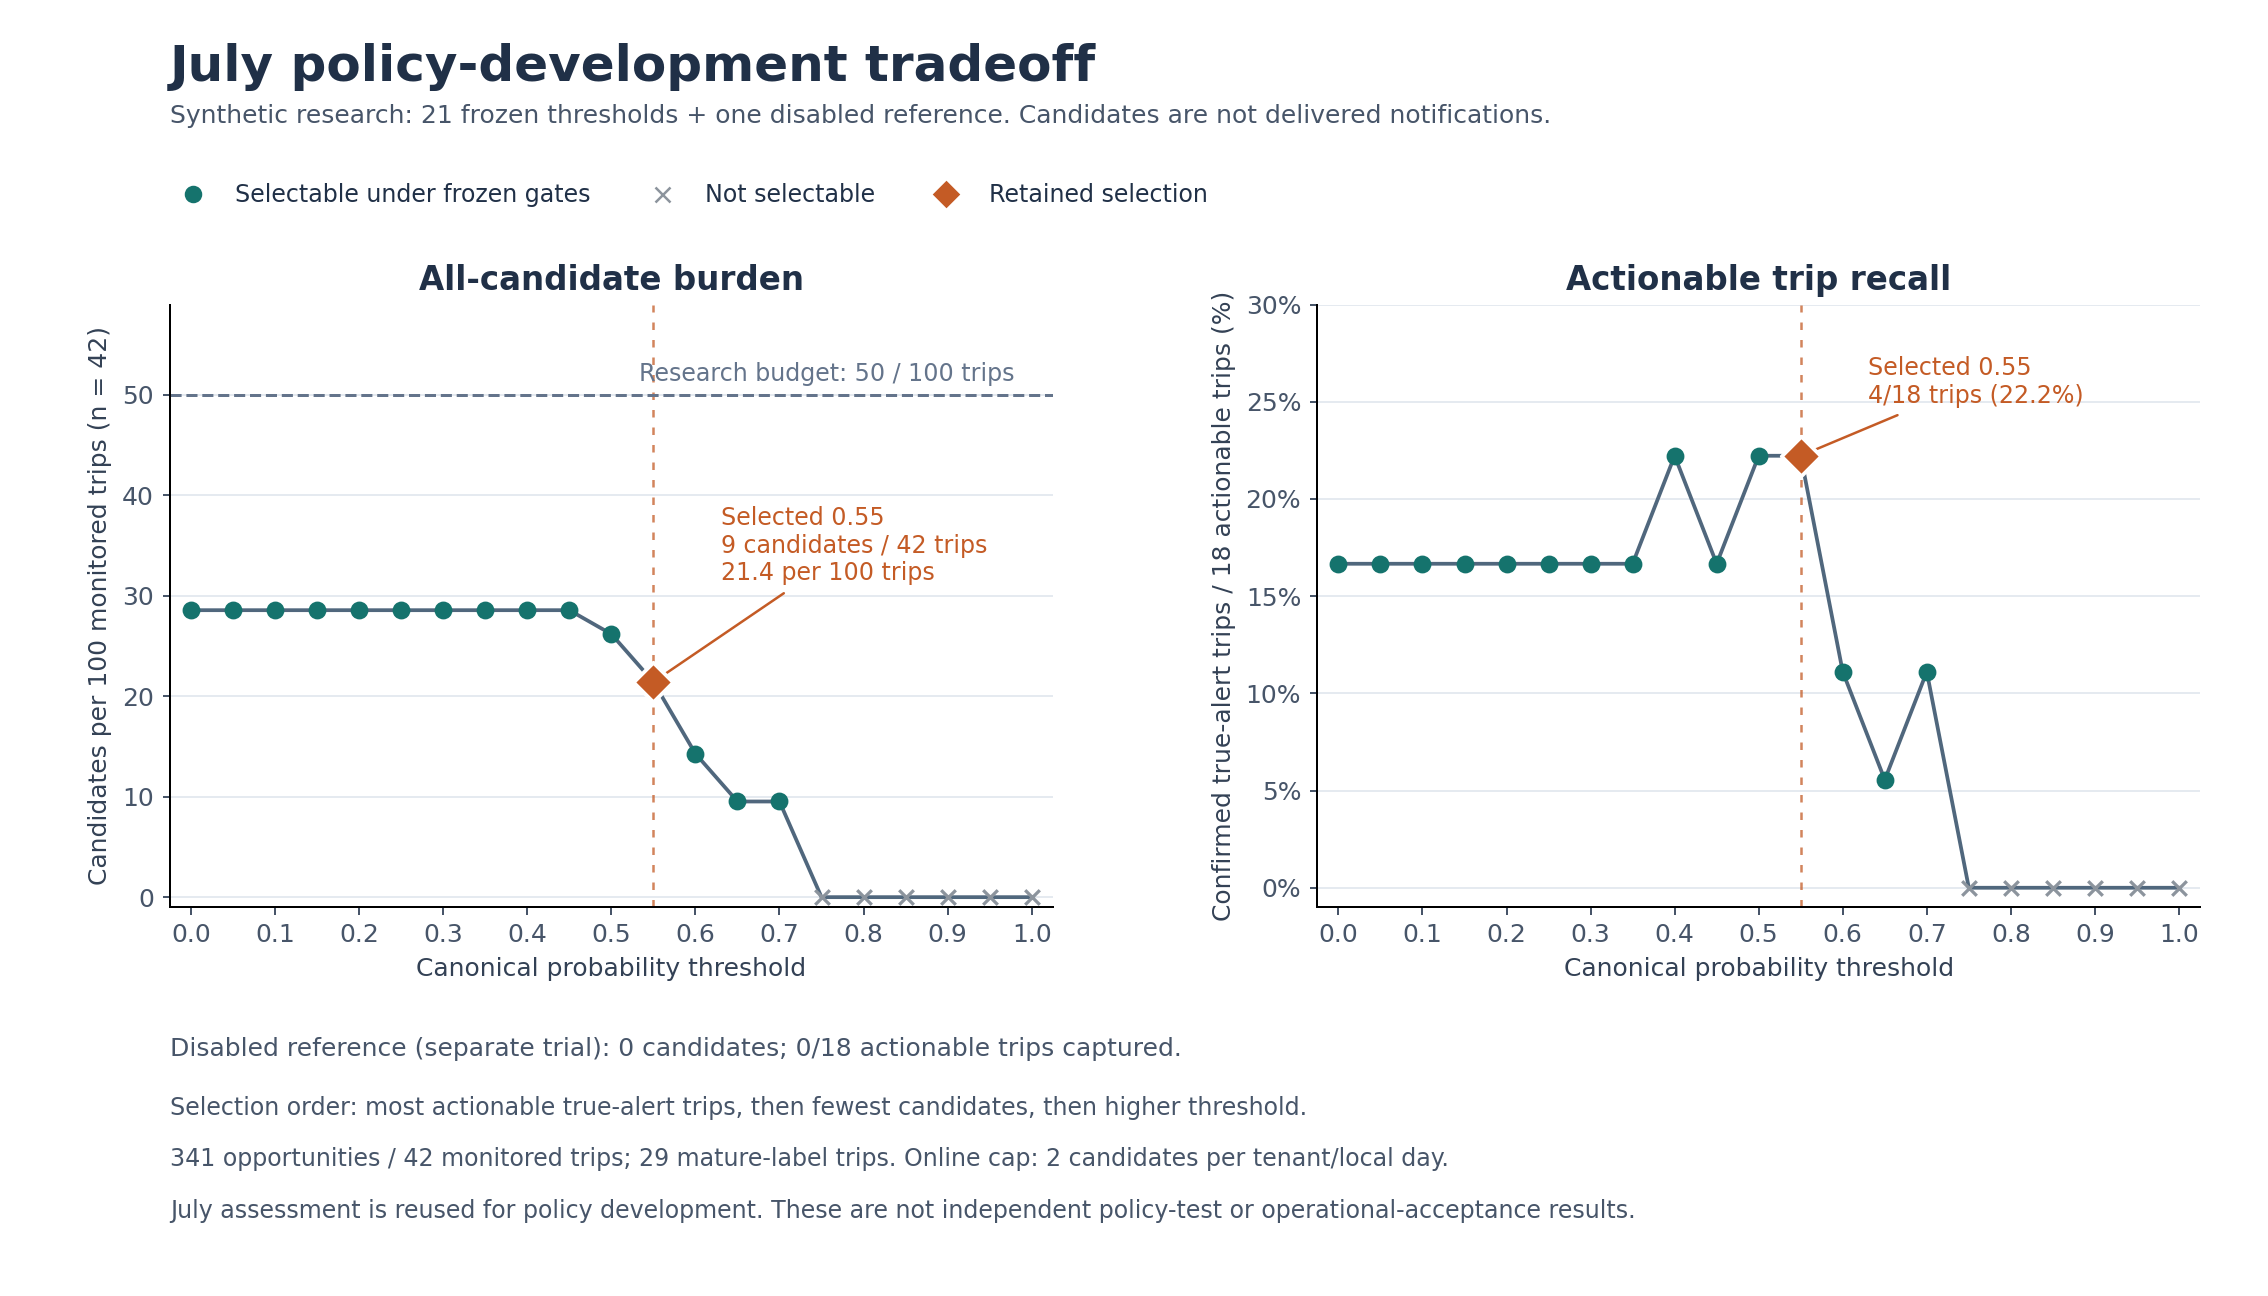 July policy-development tradeoff
Synthetic research: 21 frozen thresholds + one disabled reference. Candidates are not delivered notifications.
Selectable under frozen gates
Not selectable
Retained selection
All-candidate burden
Candidates per 100 monitored trips (n = 42)
50
40
30
20
10
0
Research budget: 50 / 100 trips
Selected 0.55
9 candidates / 42 trips
21.4 per 100 trips
0.0 0.1 0.2 0.3 0.4 0.5 0.6 0.7 0.8 0.9 1.0
Canonical probability threshold
Actionable trip recall
Confirmed true-alert trips / 18 actionable trips (%)
30%
25%
20%
15%
10%
5%
0%
Selected 0.55
4/18 trips (22.2%)
0.0 0.1 0.2 0.3 0.4 0.5 0.6 0.7 0.8 0.9 1.0
Canonical probability threshold
Disabled reference (separate trial): 0 candidates; 0/18 actionable trips captured.
Selection order: most actionable true-alert trips, then fewest candidates, then higher threshold.
341 opportunities / 42 monitored trips; 29 mature-label trips. Online cap: 2 candidates per tenant/local day.
July assessment is reused for policy development. These are not independent policy-test or operational-acceptance results.